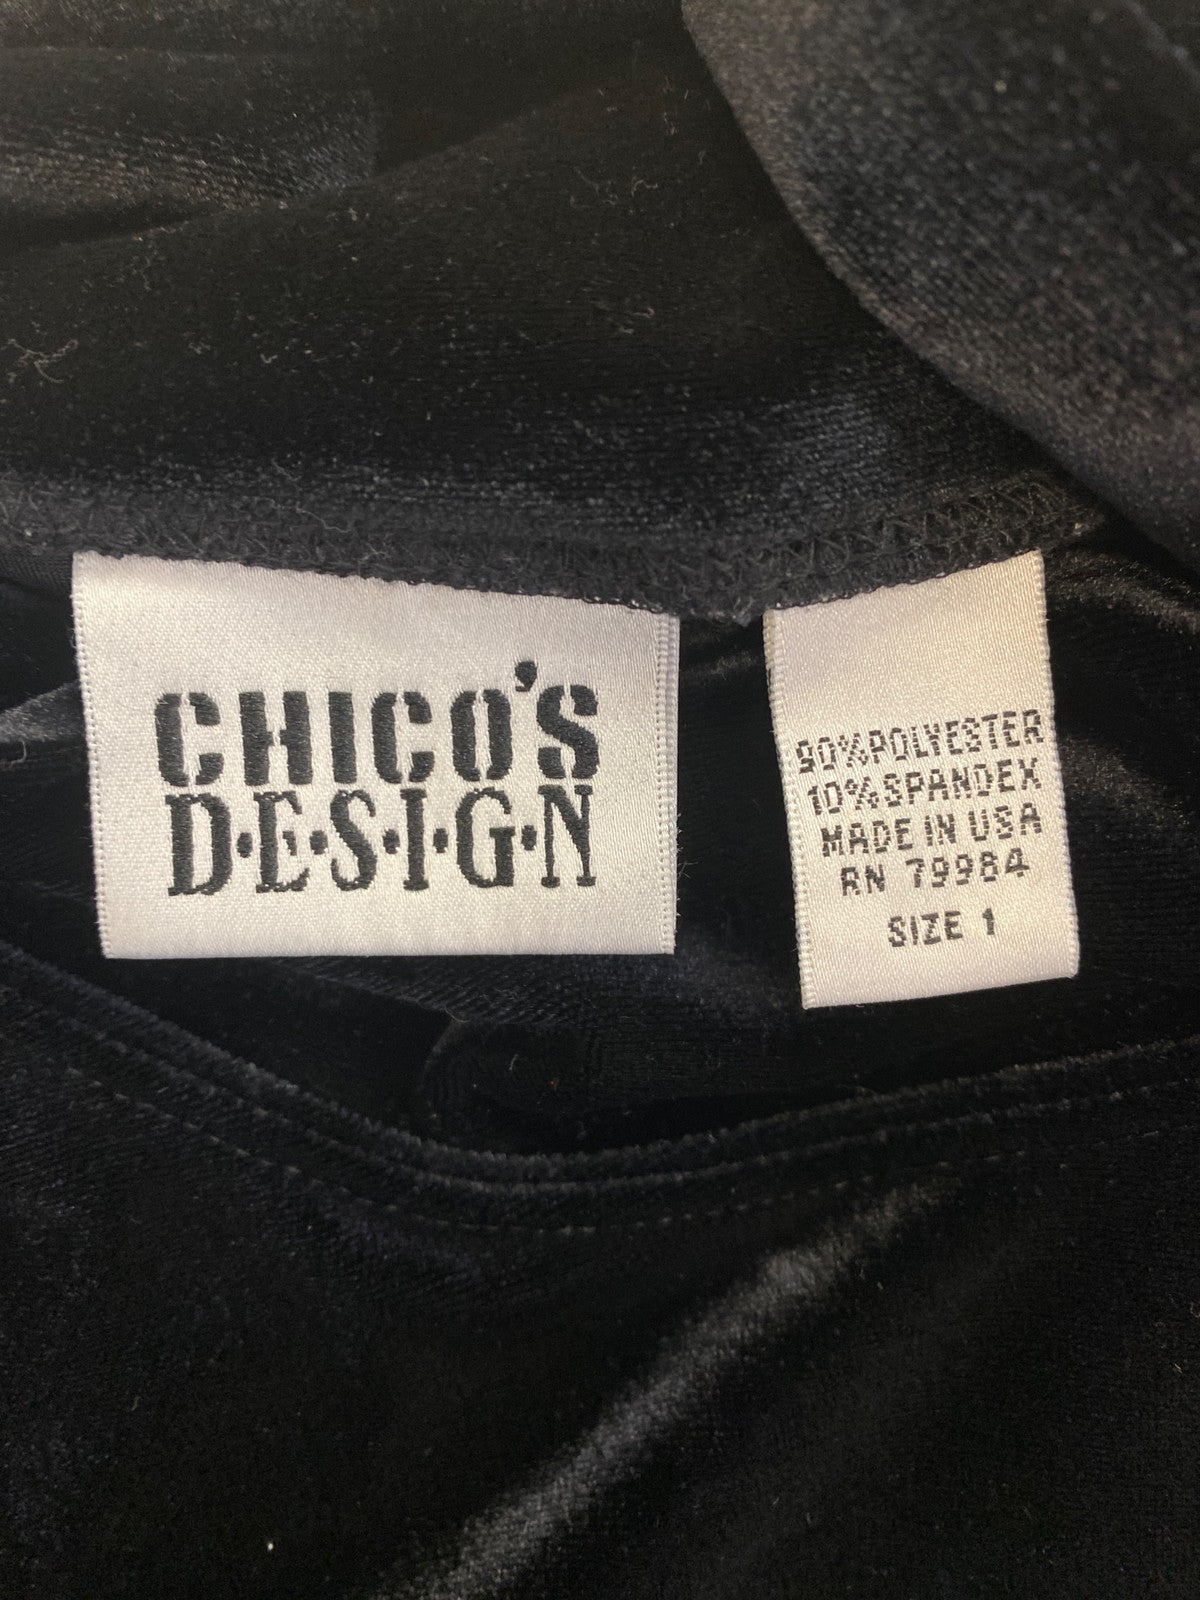 CHICO'S
D·E·S·I·G·N
90%POLYESTER
10%SPANDEX
MADE IN USA
RN 79984
SIZE 1